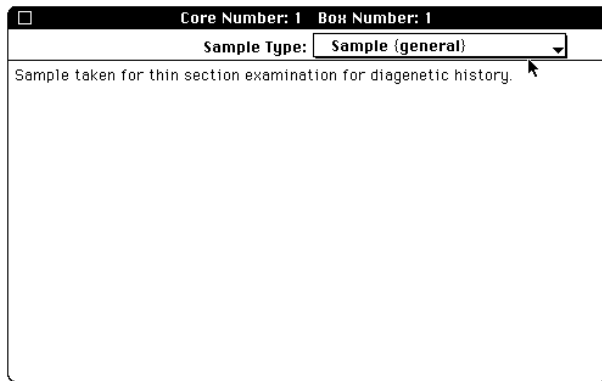 Core Number: 1   Box Number: 1
Sample Type: Sample {general}
Sample taken for thin section examination for diagenetic history.